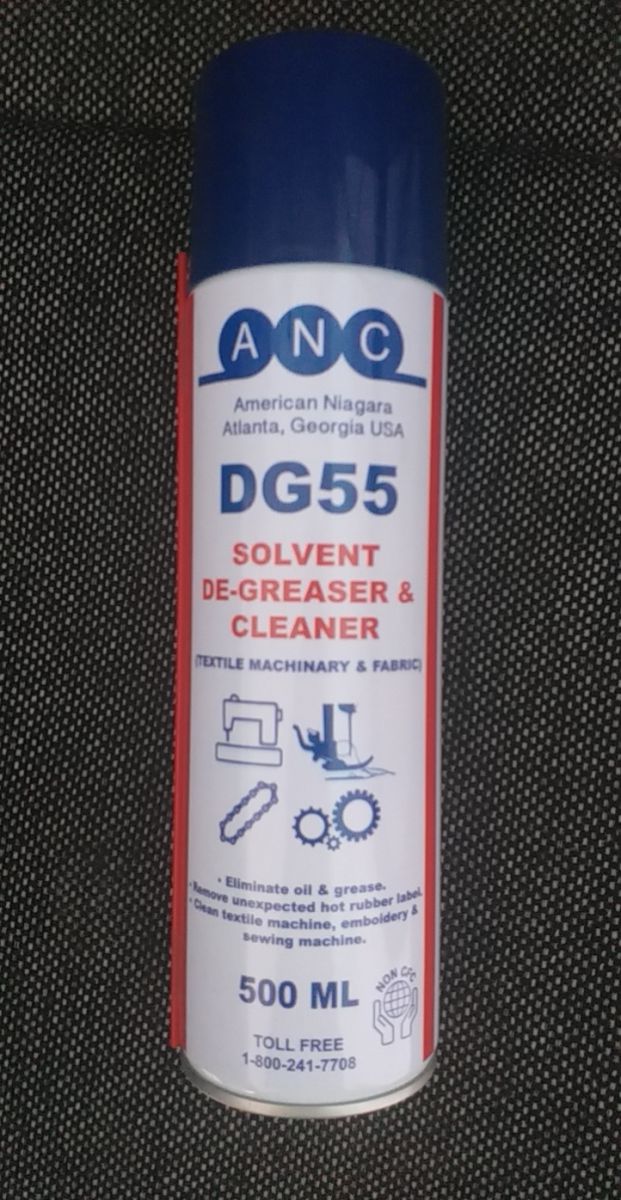 ANC
American Niagara
Atlanta, Georgia USA
DG55
SOLVENT
DE-GREASER &
CLEANER
(TEXTILE MACHINARY & FABRIC)
• Eliminate oil & grease.
• Remove unexpected hot rubber label.
• Clean textile machine, emboidery &
sewing machine.
500 ML
NON CFC
TOLL FREE
1-800-241-7708